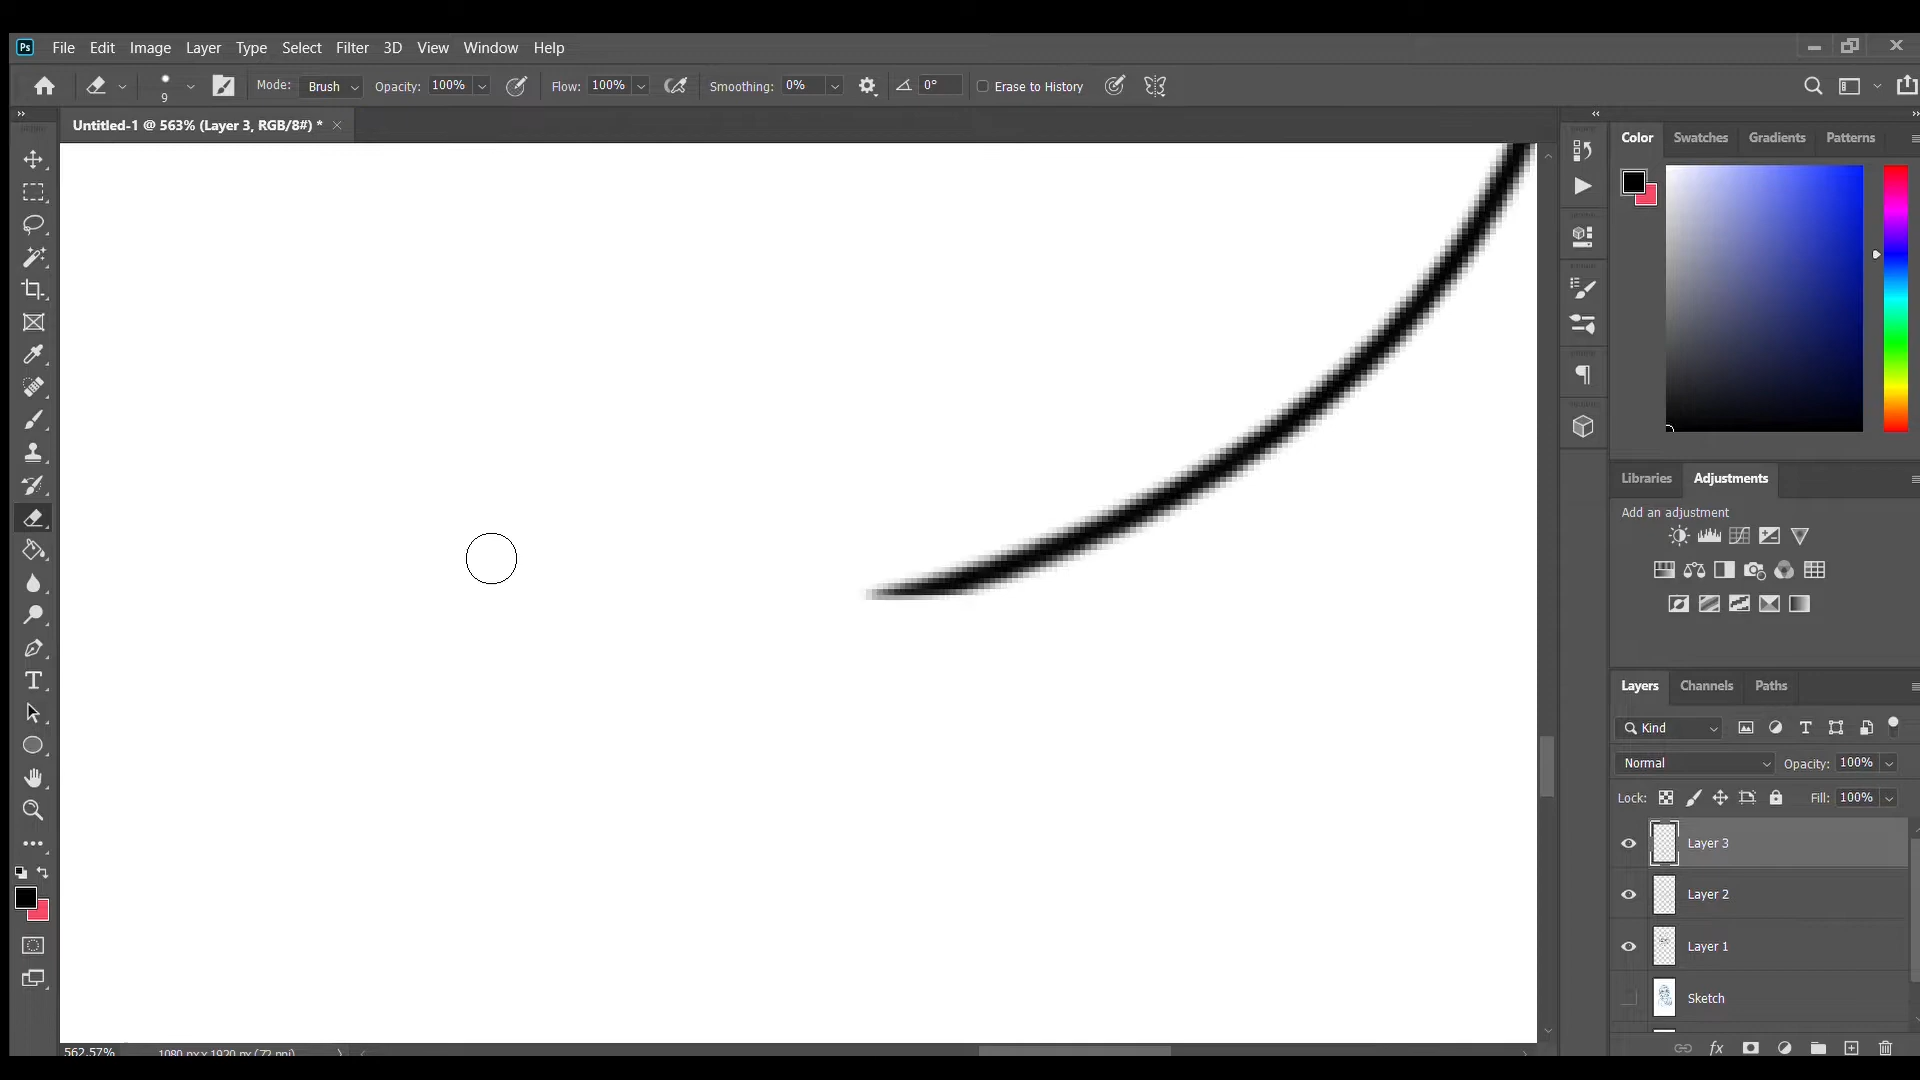 Ps File Edit Image Layer Type Select Filter 3D View Window Help
9 Mode: Brush Opacity: 100% Flow: 100% Smoothing: 0% 0° Erase to History
Untitled-1 @ 563% (Layer 3, RGB/8#) *
Color Swatches Gradients Patterns
Libraries Adjustments
Add an adjustment
Layers Channels Paths
Kind
Normal Opacity: 100%
Lock: Fill: 100%
Layer 3
Layer 2
Layer 1
Sketch
fx
562.57% 1080 px x 1920 px (72 ppi)